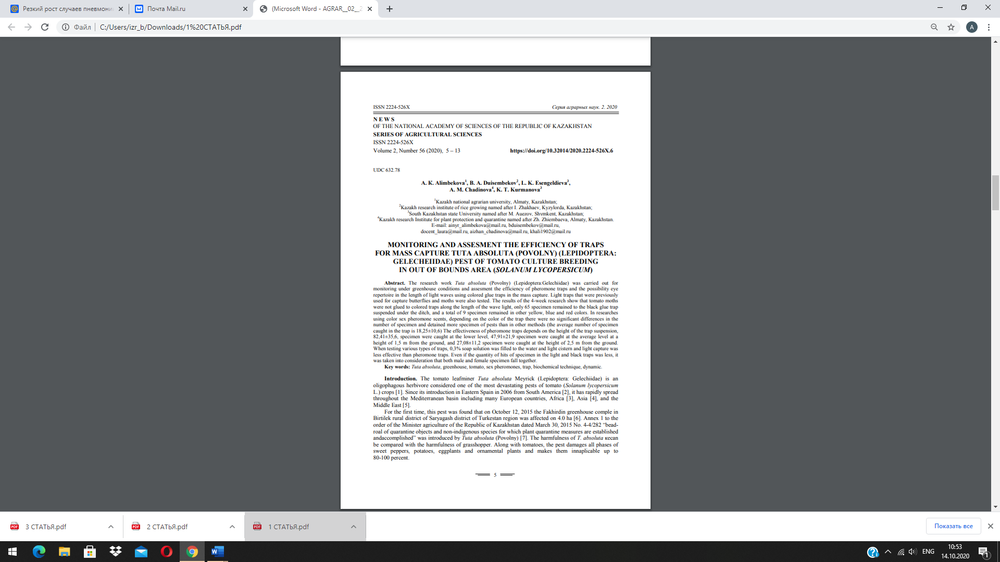 Резкий рост случаев пневмони
Почта Mail.ru
(Microsoft Word - AGRAR__02__2
Файл
C:/Users/izr_b/Downloads/1%20СТАТЬЯ.pdf
A
ISSN 2224-526X Серия аграрных наук. 2. 2020
N E W S
OF THE NATIONAL ACADEMY OF SCIENCES OF THE REPUBLIC OF KAZAKHSTAN
SERIES OF AGRICULTURAL SCIENCES
ISSN 2224-526X
Volume 2, Number 56 (2020), 5 – 13 https://doi.org/10.32014/2020.2224-526X.6
UDC 632.78
A. K. Alimbekova1, B. A. Duisembekov2, L. K. Esengeldieva3,
A. M. Chadinova4, K. T. Kurmanova3
1Kazakh national agrarian university, Almaty, Kazakhstan;
2Kazakh research institute of rice growing named after I. Zhakhaev, Kyzylorda, Kazakhstan;
3South Kazakhstan state University named after M. Auezov, Shymkent, Kazakhstan;
4Kazakh research Institute for plant protection and quarantine named after Zh. Zhiembaeva, Almaty, Kazakhstan.
E-mail: ainyr_alimbekova@mail.ru, bduisembekov@mail.ru,
docent_laura@mail.ru, aizhan_chadinova@mail.ru, khali1902@mail.ru
MONITORING AND ASSESMENT THE EFFICIENCY OF TRAPS
FOR MASS CAPTURE TUTA ABSOLUTA (POVOLNY) (LEPIDOPTERA:
GELECHEIIDAE) PEST OF TOMATO CULTURE BREEDING
IN OUT OF BOUNDS AREA (SOLANUM LYCOPERSICUM)
Abstract. The research work Tuta absoluta (Povolny) (Lepidoptera:Gelechiidae) was carried out for
monitoring under greenhouse conditions and assesment the efficiency of pheromone traps and the possibility eye
repertoire in the length of light waves using colored glue traps in the mass capture. Light traps that were previously
used for capture butterflies and moths were also tested. The results of the 4-week research show that tomato moths
were not glued to colored traps along the length of the wave light, only 65 specimen remained to the black glue trap
suspended under the ditch, and a total of 9 specimen remained in other yellow, blue and red colors. In researches
using color sex pheromone scents, depending on the color of the trap there were no significant differences in the
number of specimen and detained more specimen of pests than in other methods (the average number of specimen
caught in the trap is 18,25±10,6) The effectiveness of pheromone traps depends on the height of the trap suspension,
82,41±35,6, specimen were caught at the lower level, 47,91±21,9 specimen were caught at the average level at a
height of 1,5 m from the ground, and 27,08±11,2 specimen were caught at the height of 2,5 m from the ground.
When testing various types of traps, 0,3% soap solution was filled to the water and light cistern and light capture was
less effective than pheromone traps. Even if the quantity of hits of specimen in the light and black traps was less, it
was taken into consideration that both male and female specimen fall together.
Key words: Tuta absoluta, greenhouse, tomato, sex pheromones, trap, biochemical technique, dynamic.
Introduction. The tomato leafminer Tuta absoluta Meyrick (Lepidoptera: Gelechiidae) is an
oligophagous herbivore considered one of the most devastating pests of tomato (Solanum lycopersicum
L.) crops [1]. Since its introduction in Eastern Spain in 2006 from South America [2], it has rapidly spread
throughout the Mediterranean basin including many European countries, Africa [3], Asia [4], and the
Middle East [5].
For the first time, this pest was found that on October 12, 2015 the Fakhirdin greenhouse comple in
Birtilek rural district of Saryagash district of Turkestan region was affected on 4.0 ha [6]. Annex 1 to the
order of the Minister agriculture of the Republic of Kazakhstan dated March 30, 2015 No. 4-4/282 “bead-
roal of quarantine objects and non-indigenous species for which plant quarantine measures are established
andaccomplished” was introduced by Tuta absoluta (Povolny) [7]. The harmfulness of T. absoluta кecan
be compared with the harmfulness of grasshopper. Along with tomatoes, the pest damages all phases of
sweet peppers, potatoes, eggplants and ornamental plants and makes them innaplicable up to
80-100 percent.
5
3 СТАТЬЯ.pdf
2 СТАТЬЯ.pdf
1 СТАТЬЯ.pdf
Показать все
ENG
10:53
14.10.2020
1